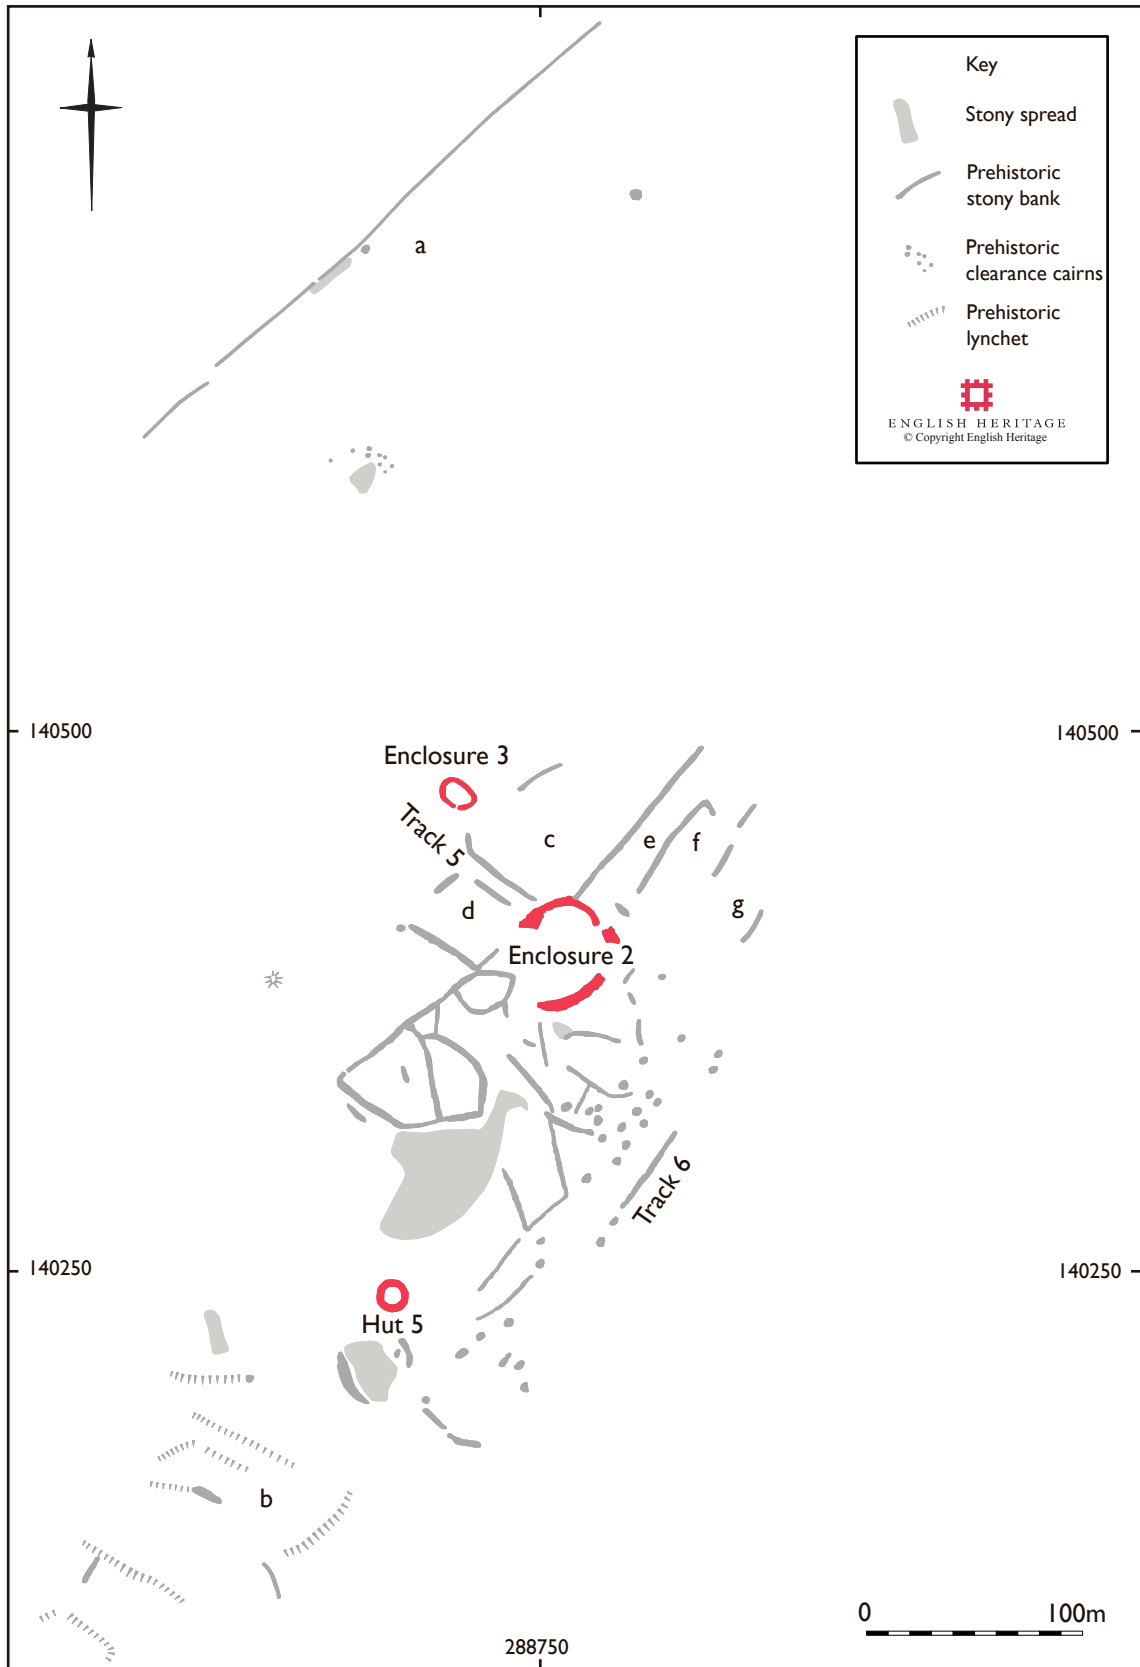 Key
Stony spread
Prehistoric
stony bank
Prehistoric
clearance cairns
Prehistoric
lynchet
ENGLISH HERITAGE
© Copyright English Heritage
a
140500
140500
Enclosure 3
Track 5
c
e
f
d
g
Enclosure 2
Track 6
140250
140250
Hut 5
b
0
100m
288750